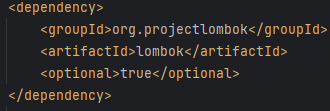 <dependency>
    <groupId>org.projectlombok</groupId>
    <artifactId>lombok</artifactId>
    <optional>true</optional>
</dependency>